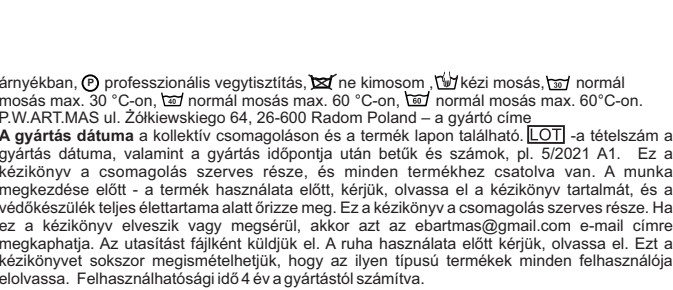 árnyékban, Ⓟ professzionális vegytisztítás, ne kimosom , kézi mosás, 30 normál
mosás max. 30 °C-on, 40 normál mosás max. 60 °C-on, 60 normál mosás max. 60°C-on.
P.W.ART.MAS ul. Żółkiewskiego 64, 26-600 Radom Poland – a gyártó címe
A gyártás dátuma a kollektív csomagoláson és a termék lapon található. LOT -a tételszám a
gyártás dátuma, valamint a gyártás időpontja után betűk és számok, pl. 5/2021 A1. Ez a
kézikönyv a csomagolás szerves része, és minden termékhez csatolva van. A munka
megkezdése előtt - a termék használata előtt, kérjük, olvassa el a kézikönyv tartalmát, és a
védőkészülék teljes élettartama alatt őrizze meg. Ez a kézikönyv a csomagolás szerves része. Ha
ez a kézikönyv elveszik vagy megsérül, akkor azt az ebartmas@gmail.com e-mail címre
megkaphatja. Az utasítást fájlként küldjük el. A ruha használata előtt kérjük, olvassa el. Ezt a
kézikönyvet sokszor megismételhetjük, hogy az ilyen típusú termékek minden felhasználója
elolvassa. Felhasználhatósági idő 4 év a gyártástól számítva.